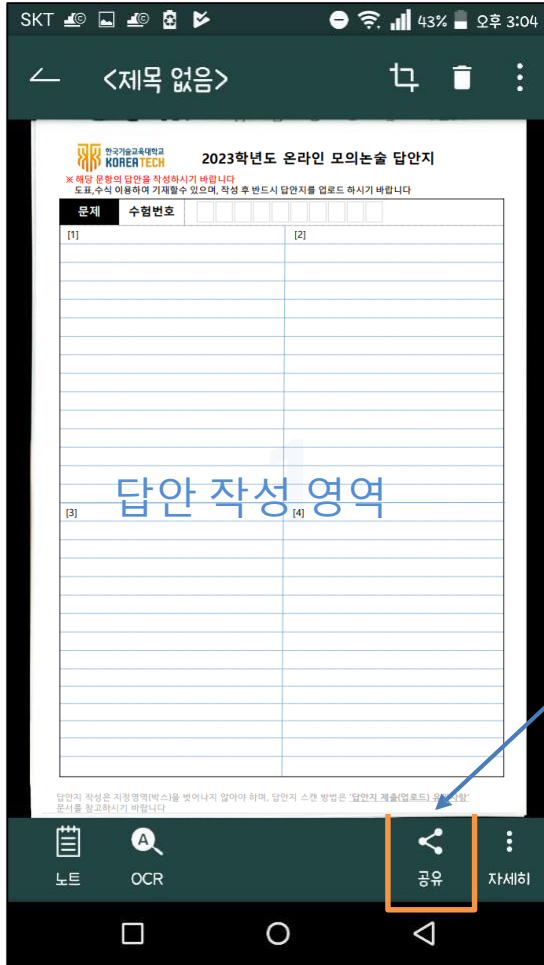 SKT 43% 오후 3:04
<제목 없음>
한국기술교육대학교
KOREATECH
2023학년도 온라인 모의논술 답안지
※ 해당 문항의 답안을 작성하시기 바랍니다
도표,수식 이용하여 기재할수 있으며, 작성 후 반드시 답안지를 업로드 하시기 바랍니다
문제 수험번호
[1] [2]
1
답안 작성 영역
[3] [4]
답안지 작성은 지정영역(박스)을 벗어나지 않아야 하며, 답안지 스캔 방법은 '답안지 제출(업로드) 유의사항'
문서를 참고하시기 바랍니다
A
노트 OCR 공유 자세히